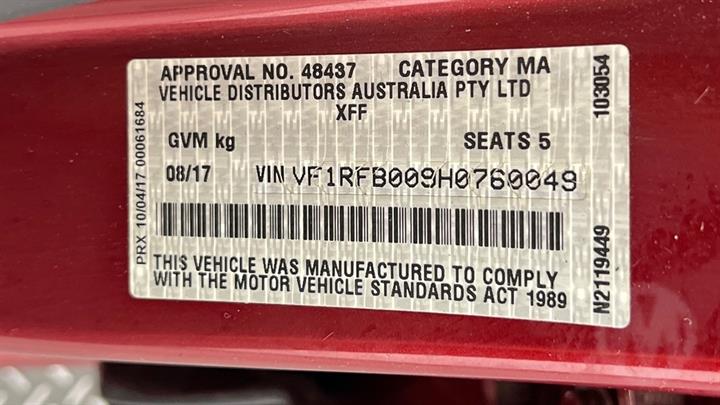 APPROVAL NO. 48437 CATEGORY MA
VEHICLE DISTRIBUTORS AUSTRALIA PTY LTD
XFF
GVM kg SEATS 5
08/17 VIN VF1RFB009H0760049
THIS VEHICLE WAS MANUFACTURED TO COMPLY
WITH THE MOTOR VEHICLE STANDARDS ACT 1989
PRX 10/04/17 00061684
N2119449 103054